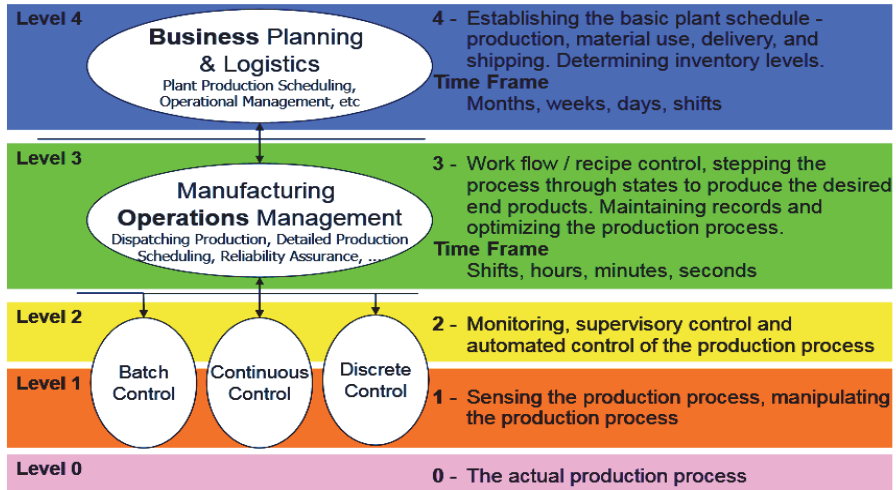 Level 4
Business Planning
& Logistics
Plant Production Scheduling,
Operational Management, etc
4 - Establishing the basic plant schedule -
production, material use, delivery, and
shipping. Determining inventory levels.
Time Frame
Months, weeks, days, shifts
Level 3
Manufacturing
Operations Management
Dispatching Production, Detailed Production
Scheduling, Reliability Assurance, ...
3 - Work flow / recipe control, stepping the
process through states to produce the desired
end products. Maintaining records and
optimizing the production process.
Time Frame
Shifts, hours, minutes, seconds
Level 2
2 - Monitoring, supervisory control and
automated control of the production process
Batch
Control
Continuous
Control
Discrete
Control
Level 1
1 - Sensing the production process, manipulating
the production process
Level 0
0 - The actual production process